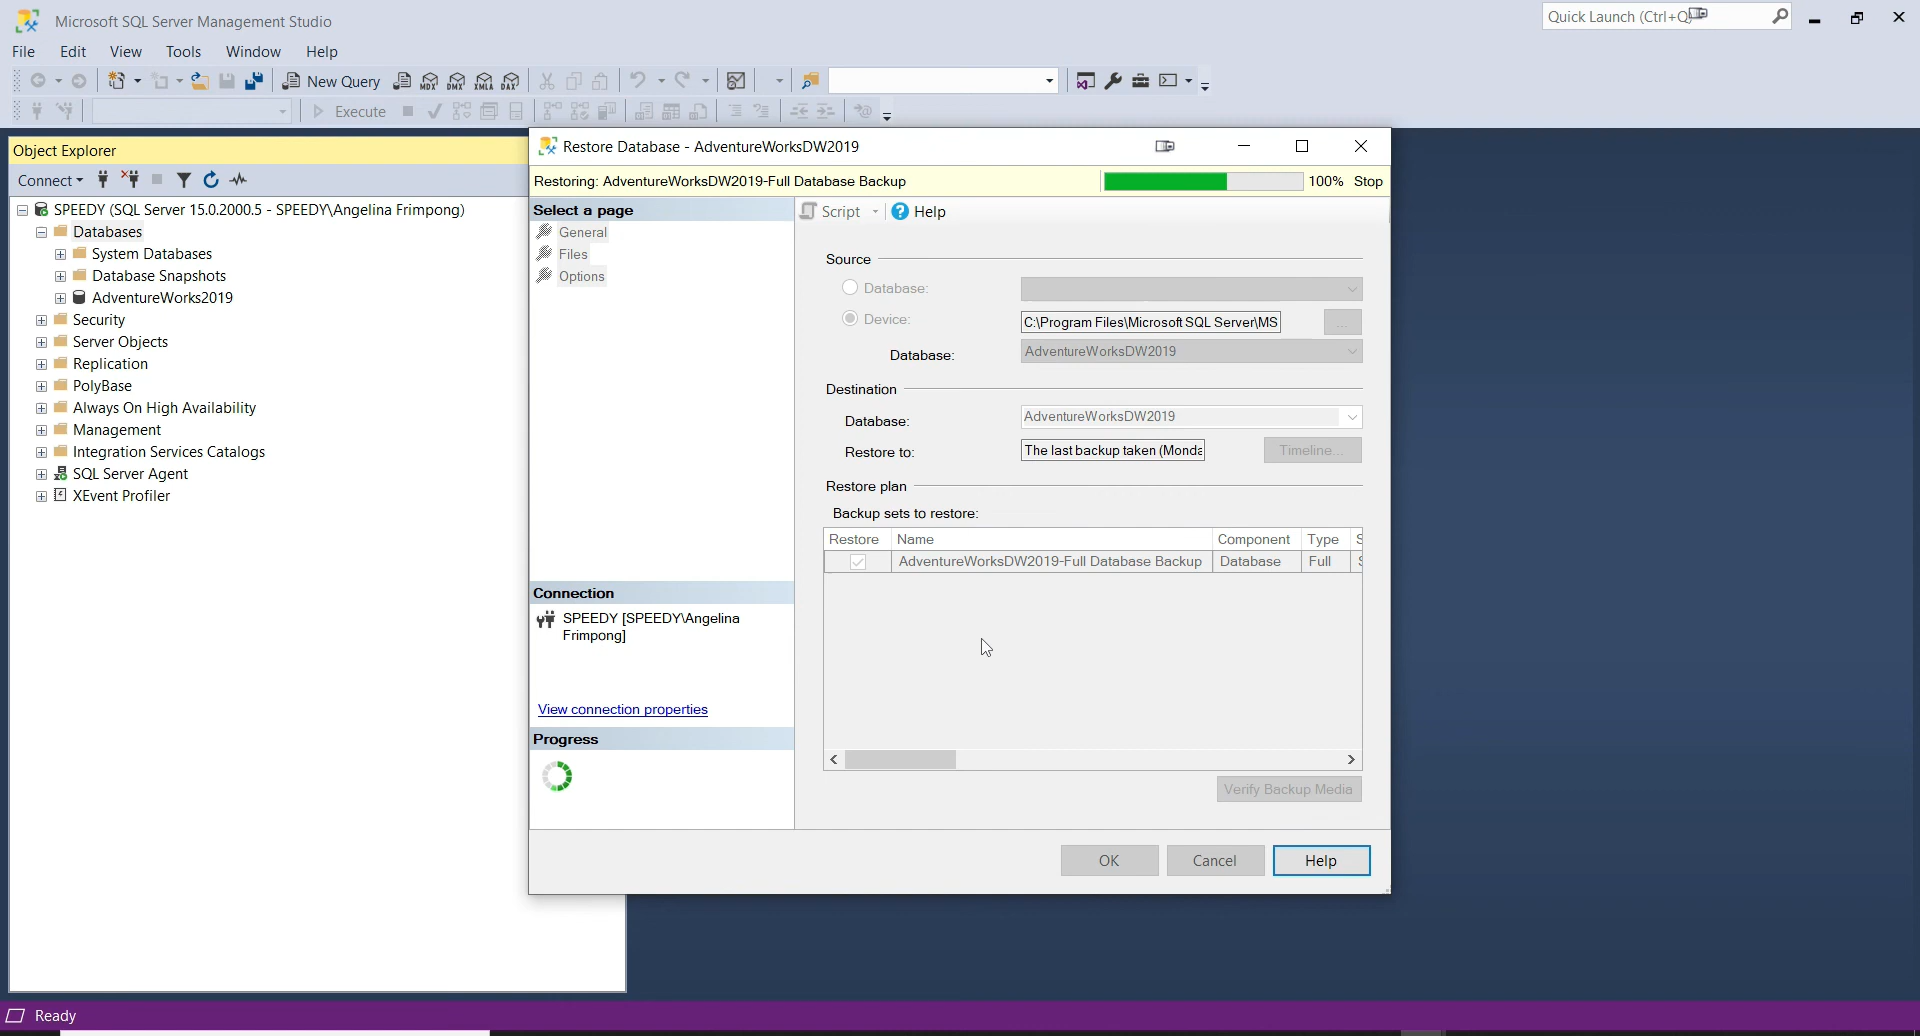 Microsoft SQL Server Management Studio
Quick Launch (Ctrl+Q)
File Edit View Tools Window Help
New Query
MDX DMX XMLA DAX
Execute
Object Explorer
Connect
SPEEDY (SQL Server 15.0.2000.5 - SPEEDY\Angelina Frimpong)
Databases
System Databases
Database Snapshots
AdventureWorks2019
Security
Server Objects
Replication
PolyBase
Always On High Availability
Management
Integration Services Catalogs
SQL Server Agent
XEvent Profiler
Restore Database - AdventureWorksDW2019
Restoring: AdventureWorksDW2019-Full Database Backup
100% Stop
Select a page
General
Files
Options
Connection
SPEEDY [SPEEDY\Angelina
Frimpong]
View connection properties
Progress
Script Help
Source
Database:
Device: C:\Program Files\Microsoft SQL Server\MS ...
Database: AdventureWorksDW2019
Destination
Database: AdventureWorksDW2019
Restore to: The last backup taken (Monda Timeline...
Restore plan
Backup sets to restore:
Restore Name Component Type S
AdventureWorksDW2019-Full Database Backup Database Full S
Verify Backup Media
OK Cancel Help
Ready